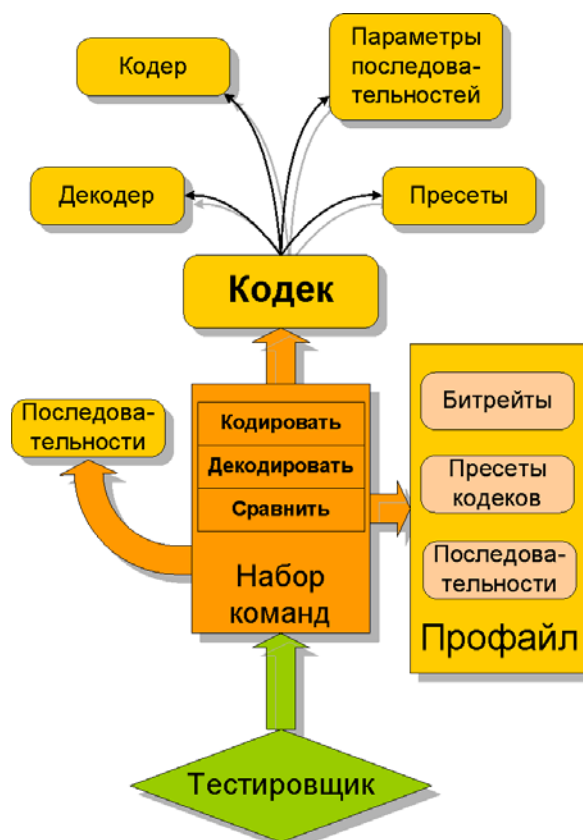 Кодер
Параметры
последова-
тельностей
Декодер
Пресеты
Кодек
Последова-
тельности
Кодировать
Декодировать
Сравнить
Набор
команд
Битрейты
Пресеты
кодеков
Последова-
тельности
Профайл
Тестировщик